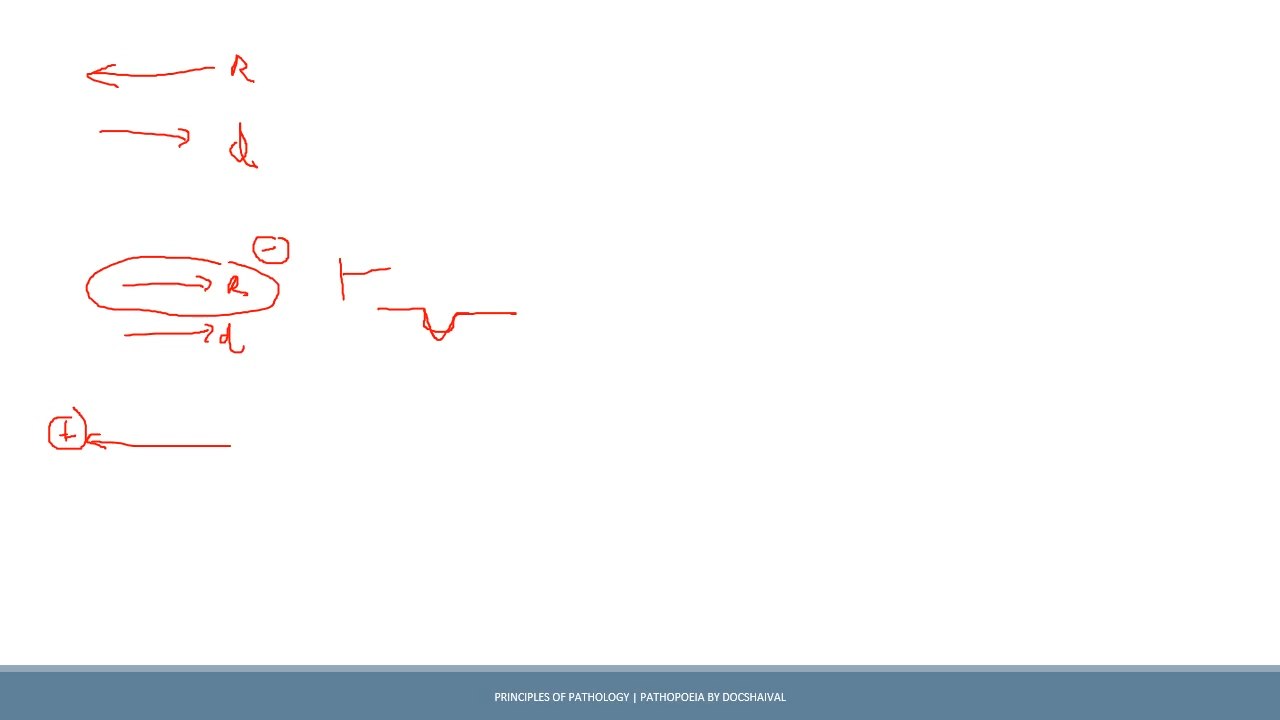 R
d
-
R
d
+
PRINCIPLES OF PATHOLOGY | PATHOPOEIA BY DOCSHAIVAL